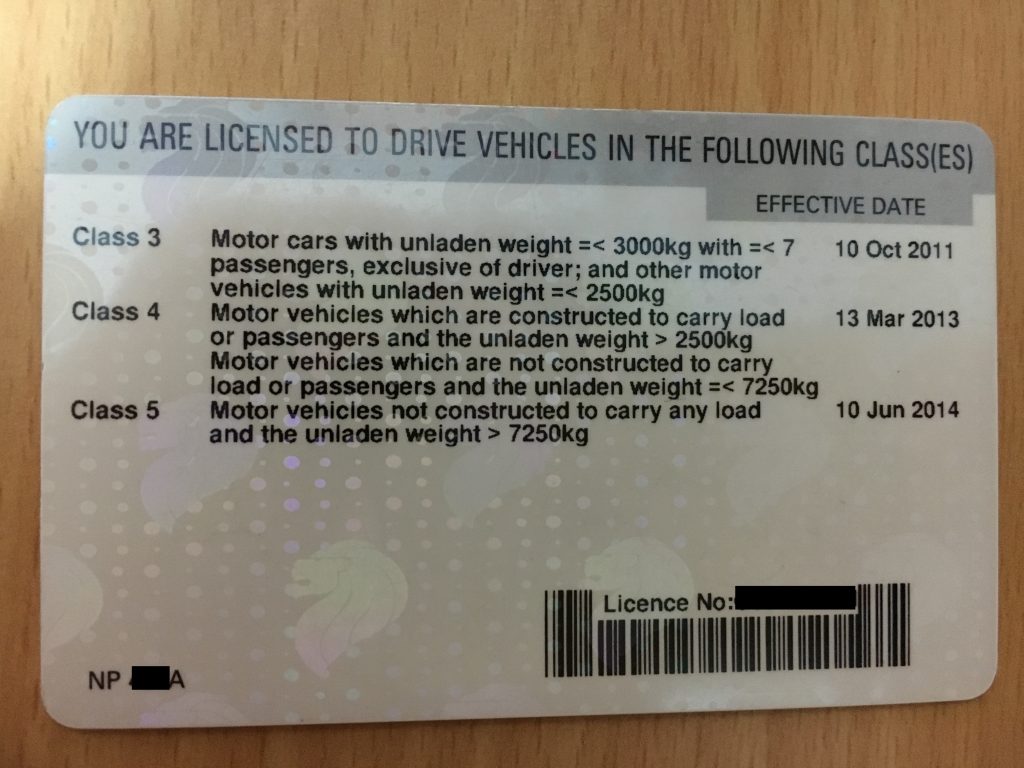 YOU ARE LICENSED TO DRIVE VEHICLES IN THE FOLLOWING CLASS(ES)
EFFECTIVE DATE
Class 3 Motor cars with unladen weight =< 3000kg with =< 7 10 Oct 2011
passengers, exclusive of driver; and other motor
vehicles with unladen weight =< 2500kg
Class 4 Motor vehicles which are constructed to carry load 13 Mar 2013
or passengers and the unladen weight > 2500kg
Motor vehicles which are not constructed to carry
load or passengers and the unladen weight =< 7250kg
Class 5 Motor vehicles not constructed to carry any load 10 Jun 2014
and the unladen weight > 7250kg
Licence No:
NP A